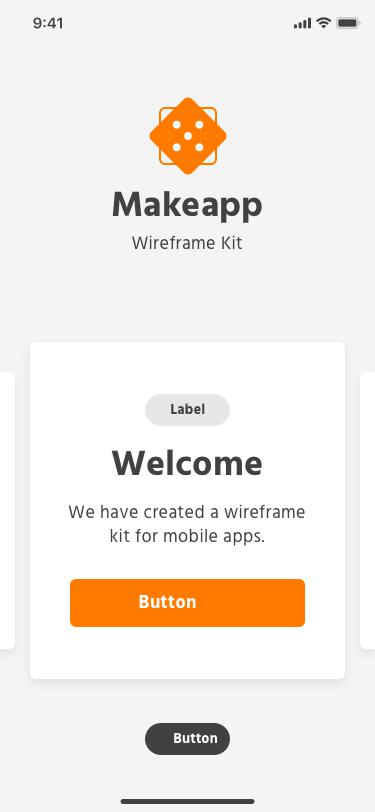 9:41
Makeapp
Wireframe Kit
Label
Welcome
We have created a wireframe
kit for mobile apps.
Button
Button